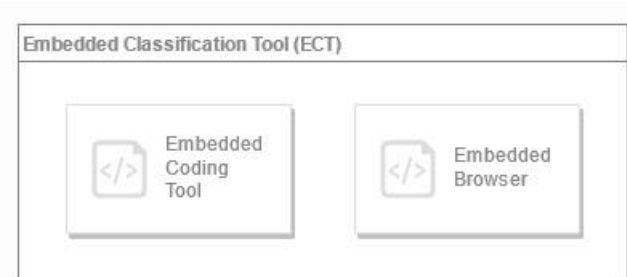 Embedded Classification Tool (ECT)
</> Embedded
Coding
Tool
</> Embedded
Browser